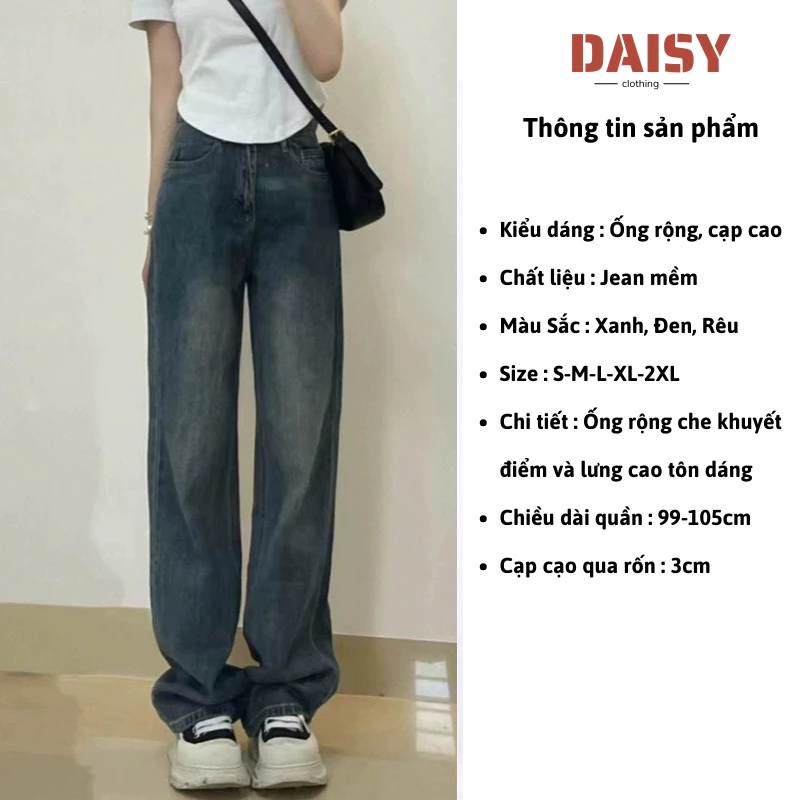 DAISY
clothing
Thông tin sản phẩm
Kiểu dáng : Ống rộng, cạp cao
Chất liệu : Jean mềm
Màu Sắc : Xanh, Đen, Rêu
Size : S-M-L-XL-2XL
Chi tiết : Ống rộng che khuyết
điểm và lưng cao tôn dáng
Chiều dài quần : 99-105cm
Cạp cạo qua rốn : 3cm